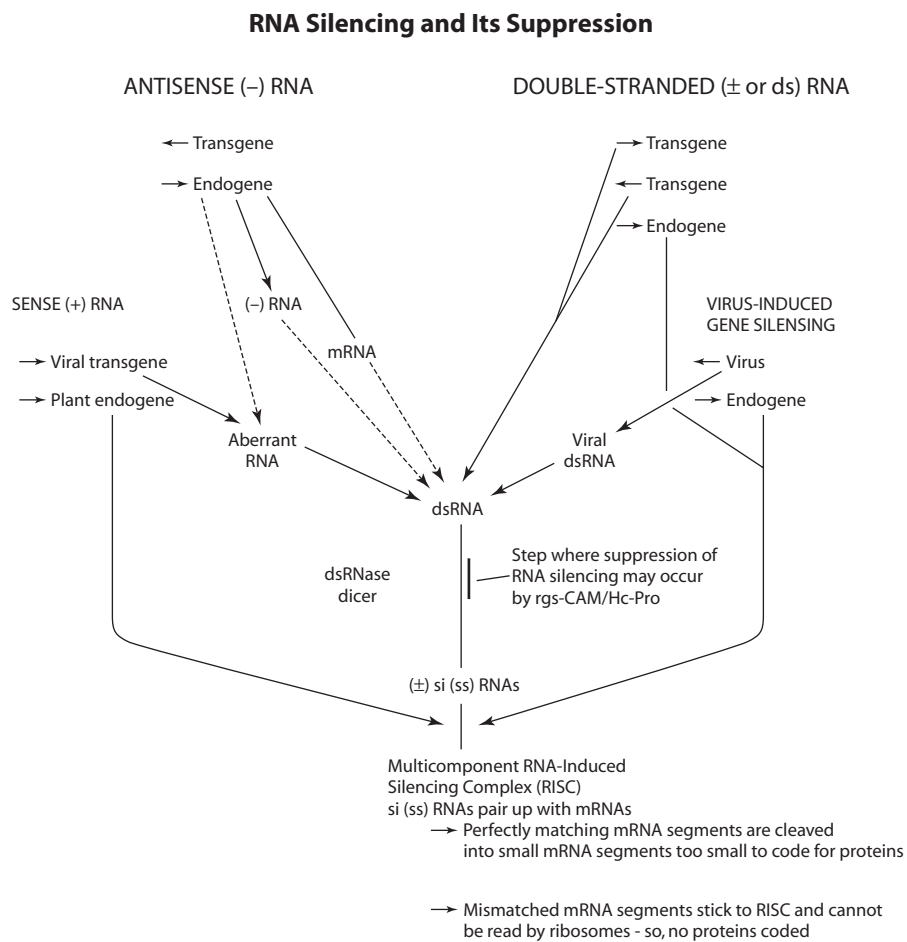 RNA Silencing and Its Suppression
ANTISENSE (–) RNA
DOUBLE-STRANDED (± or ds) RNA
Transgene
Endogene
Transgene
Transgene
Endogene
SENSE (+) RNA
(–) RNA
mRNA
VIRUS-INDUCED
GENE SILENSING
Viral transgene
Plant endogene
Virus
Endogene
Aberrant
RNA
Viral
dsRNA
dsRNA
dsRNase
dicer
Step where suppression of
RNA silencing may occur
by rgs-CAM/Hc-Pro
(±) si (ss) RNAs
Multicomponent RNA-Induced
Silencing Complex (RISC)
si (ss) RNAs pair up with mRNAs
Perfectly matching mRNA segments are cleaved
into small mRNA segments too small to code for proteins
Mismatched mRNA segments stick to RISC and cannot
be read by ribosomes - so, no proteins coded